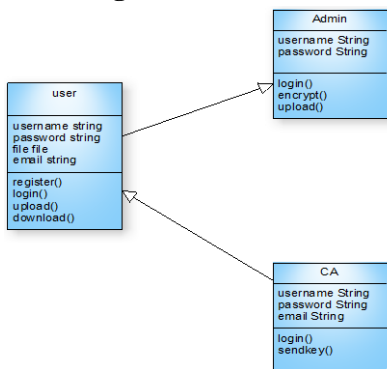 Admin
username String
password String
login()
encrypt()
upload()
user
username string
password string
file file
email string
register()
login()
upload()
download()
CA
username String
password String
email String
login()
sendkey()